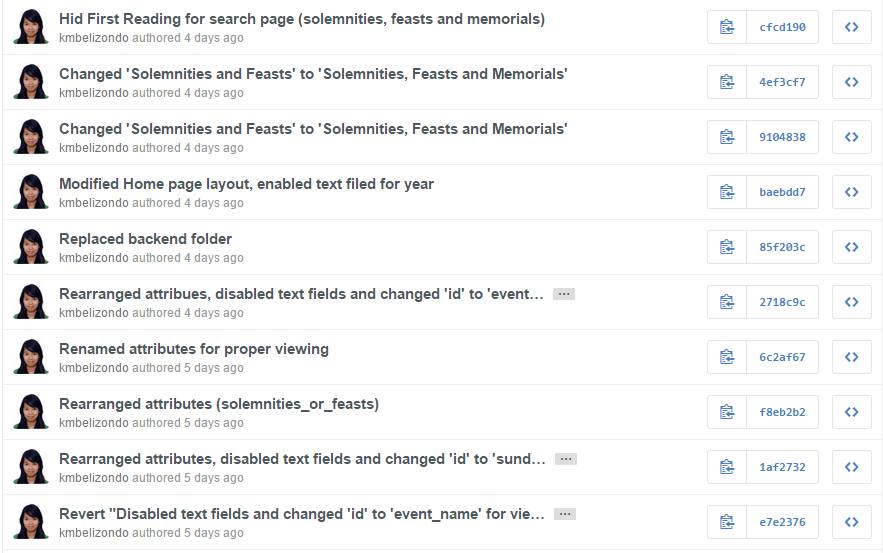 Hid First Reading for search page (solemnities, feasts and memorials)
kmbelizondo authored 4 days ago
cfcd190
Changed 'Solemnities and Feasts' to 'Solemnities, Feasts and Memorials'
kmbelizondo authored 4 days ago
4ef3cf7
Changed 'Solemnities and Feasts' to 'Solemnities, Feasts and Memorials'
kmbelizondo authored 4 days ago
9104838
Modified Home page layout, enabled text filed for year
kmbelizondo authored 4 days ago
baebdd7
Replaced backend folder
kmbelizondo authored 4 days ago
85f203c
Rearranged attribues, disabled text fields and changed 'id' to 'event… …
kmbelizondo authored 4 days ago
2718c9c
Renamed attributes for proper viewing
kmbelizondo authored 5 days ago
6c2af67
Rearranged attributes (solemnities_or_feasts)
kmbelizondo authored 5 days ago
f8eb2b2
Rearranged attributes, disabled text fields and changed 'id' to 'sund… …
kmbelizondo authored 5 days ago
1af2732
Revert "Disabled text fields and changed 'id' to 'event_name' for vie… …
kmbelizondo authored 5 days ago
e7e2376